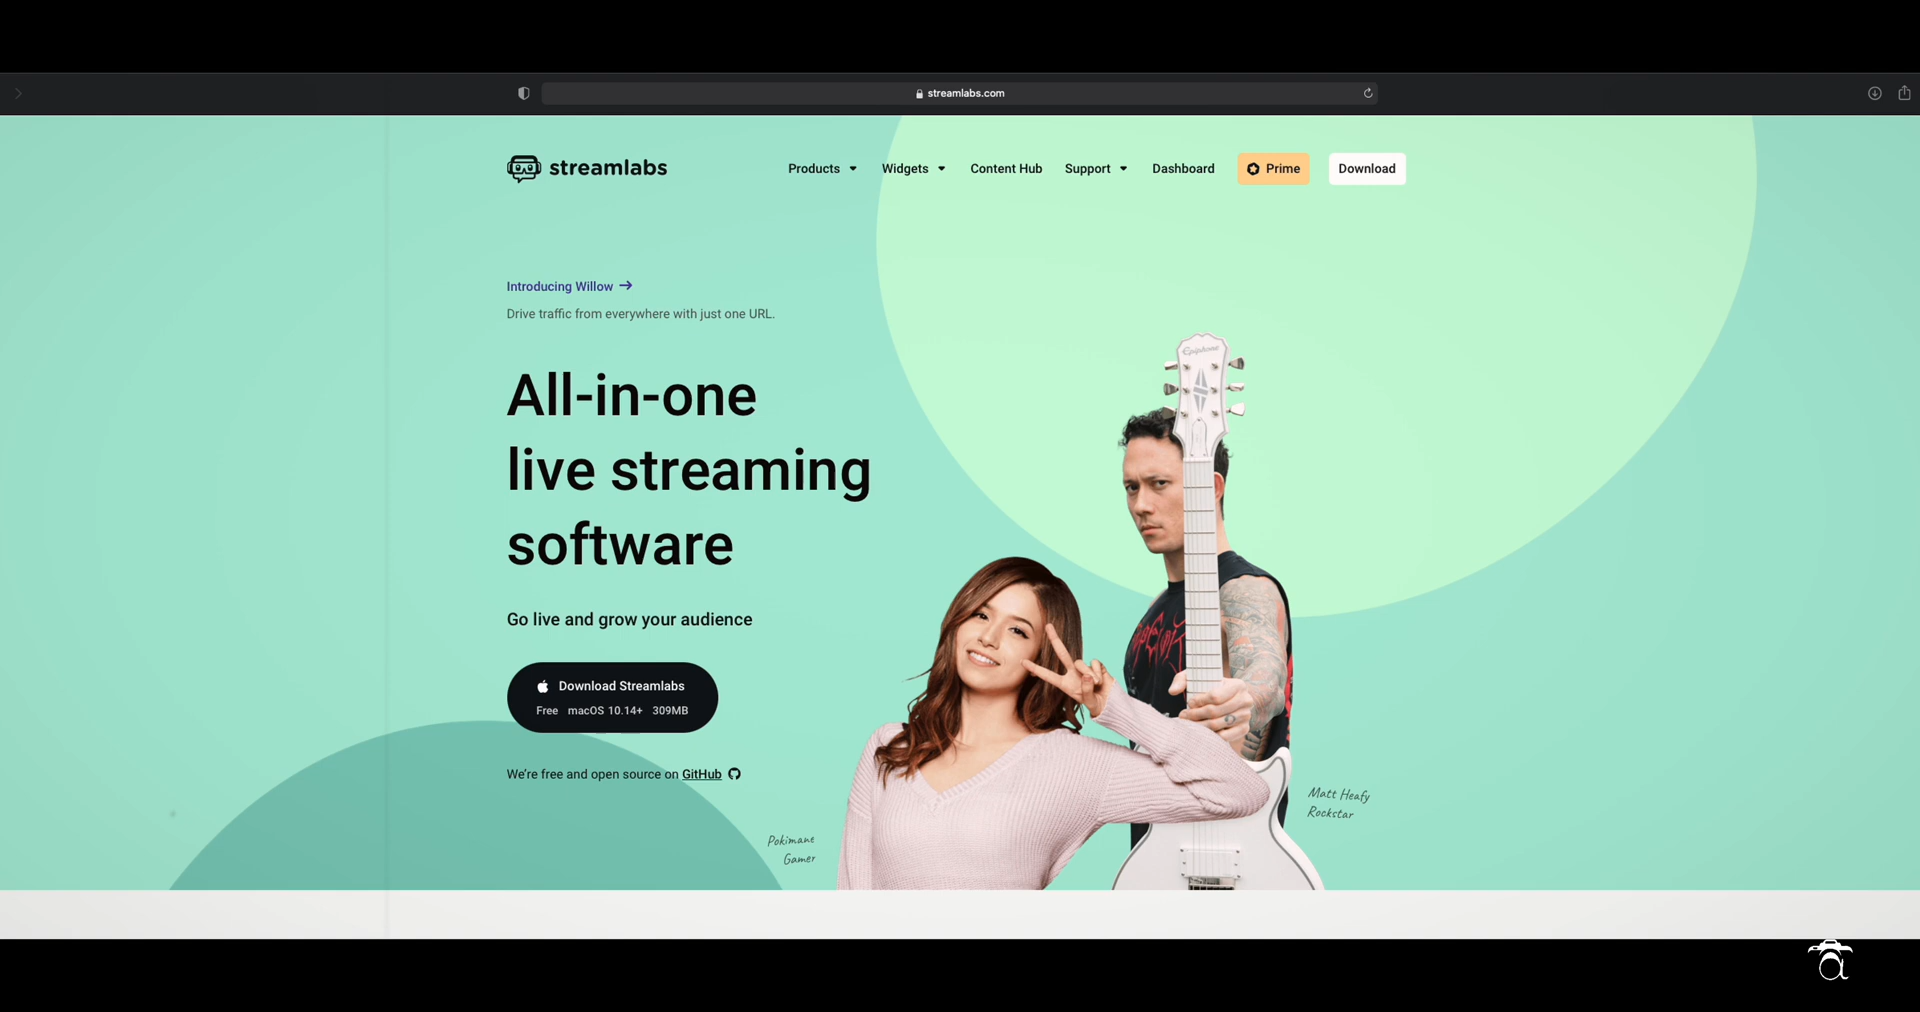 streamlabs.com
streamlabs
Products
Widgets
Content Hub
Support
Dashboard
Prime
Download
Introducing Willow →
Drive traffic from everywhere with just one URL.
All-in-one
live streaming
software
Go live and grow your audience
Download Streamlabs
Free macOS 10.14+ 309MB
We’re free and open source on GitHub
Epiphone
Matt Heafy
Rockstar
Pokimane
Gamer